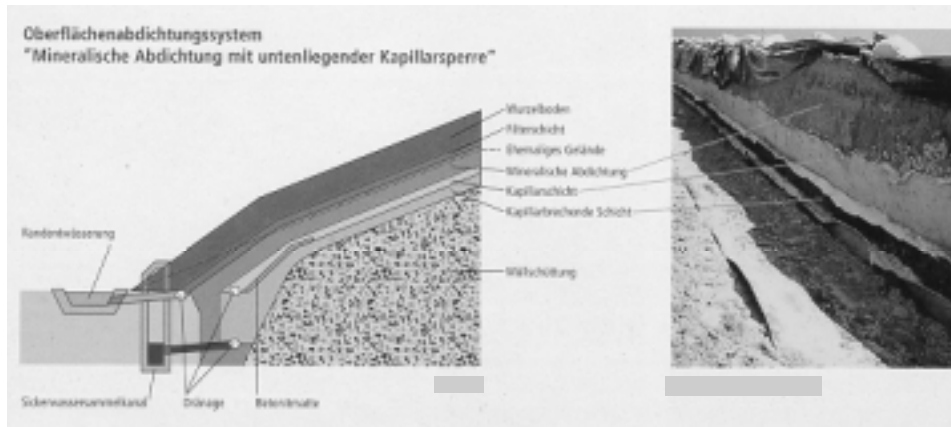 Oberflächenabdichtungssystem
"Mineralische Abdichtung mit untenliegender Kapillarsperre"
Wurzelboden
Filterschicht
Ehemaliges Gelände
Mineralische Abdichtung
Kapillarschicht
Kapillarbrechende Schicht
Randentwässerung
Müllschüttung
Sickerwassersammelkanal
Dränage
Betonitmatte